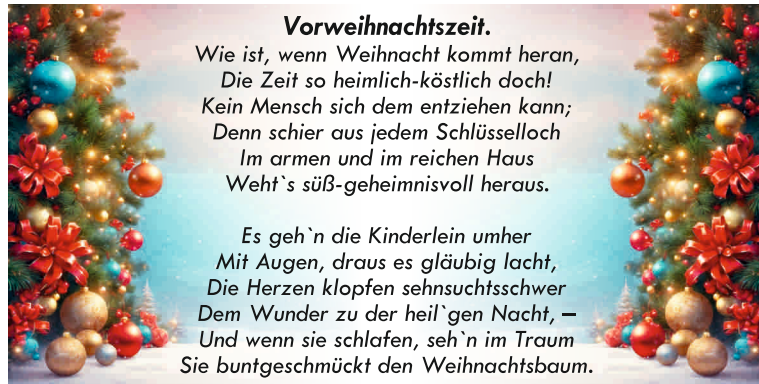 Vorweihnachtszeit.
Wie ist, wenn Weihnacht kommt heran,
Die Zeit so heimlich-köstlich doch!
Kein Mensch sich dem entziehen kann;
Denn schier aus jedem Schlüsselloch
Im armen und im reichen Haus
Weht`s süß-geheimnisvoll heraus.
Es geh`n die Kinderlein umher
Mit Augen, draus es gläubig lacht,
Die Herzen klopfen sehnsuchtsschwer
Dem Wunder zu der heil`gen Nacht, –
Und wenn sie schlafen, seh`n im Traum
Sie buntgeschmückt den Weihnachtsbaum.